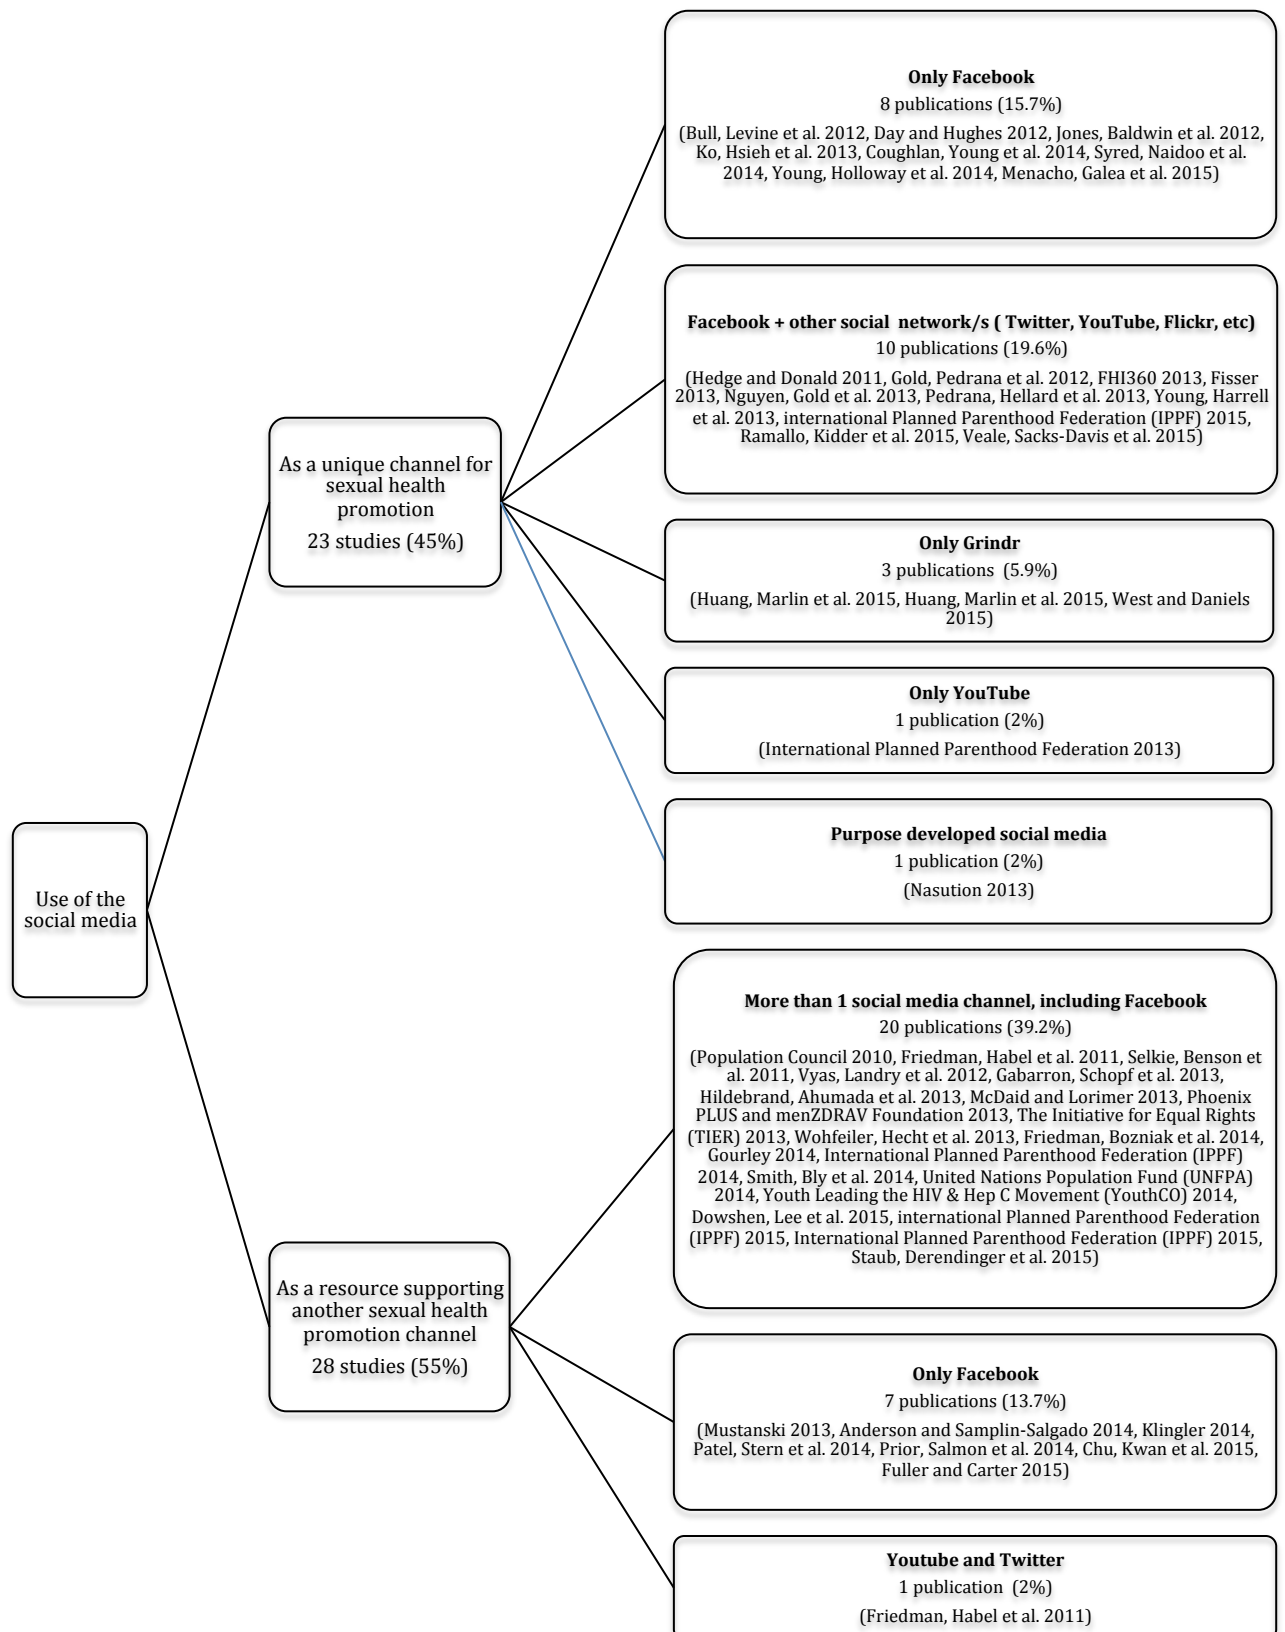 Only Facebook
8 publications (15.7%)
(Bull, Levine et al. 2012, Day and Hughes 2012, Jones, Baldwin et al. 2012,
Ko, Hsieh et al. 2013, Coughlan, Young et al. 2014, Syred, Naidoo et al.
2014, Young, Holloway et al. 2014, Menacho, Galea et al. 2015)
Facebook + other social network/s ( Twitter, YouTube, Flickr, etc)
10 publications (19.6%)
(Hedge and Donald 2011, Gold, Pedrana et al. 2012, FHI360 2013, Fisser
2013, Nguyen, Gold et al. 2013, Pedrana, Hellard et al. 2013, Young, Harrell
et al. 2013, international Planned Parenthood Federation (IPPF) 2015,
Ramallo, Kidder et al. 2015, Veale, Sacks-Davis et al. 2015)
As a unique channel for
sexual health
promotion
23 studies (45%)
Only Grindr
3 publications (5.9%)
(Huang, Marlin et al. 2015, Huang, Marlin et al. 2015, West and Daniels
2015)
Only YouTube
1 publication (2%)
(International Planned Parenthood Federation 2013)
Purpose developed social media
1 publication (2%)
(Nasution 2013)
Use of the
social media
More than 1 social media channel, including Facebook
20 publications (39.2%)
(Population Council 2010, Friedman, Habel et al. 2011, Selkie, Benson et
al. 2011, Vyas, Landry et al. 2012, Gabarron, Schopf et al. 2013,
Hildebrand, Ahumada et al. 2013, McDaid and Lorimer 2013, Phoenix
PLUS and menZDRAV Foundation 2013, The Initiative for Equal Rights
(TIER) 2013, Wohfeiler, Hecht et al. 2013, Friedman, Bozniak et al. 2014,
Gourley 2014, International Planned Parenthood Federation (IPPF)
2014, Smith, Bly et al. 2014, United Nations Population Fund (UNFPA)
2014, Youth Leading the HIV & Hep C Movement (YouthCO) 2014,
Dowshen, Lee et al. 2015, international Planned Parenthood Federation
(IPPF) 2015, International Planned Parenthood Federation (IPPF) 2015,
Staub, Derendinger et al. 2015)
As a resource supporting
another sexual health
promotion channel
28 studies (55%)
Only Facebook
7 publications (13.7%)
(Mustanski 2013, Anderson and Samplin-Salgado 2014, Klingler 2014,
Patel, Stern et al. 2014, Prior, Salmon et al. 2014, Chu, Kwan et al. 2015,
Fuller and Carter 2015)
Youtube and Twitter
1 publication (2%)
(Friedman, Habel et al. 2011)